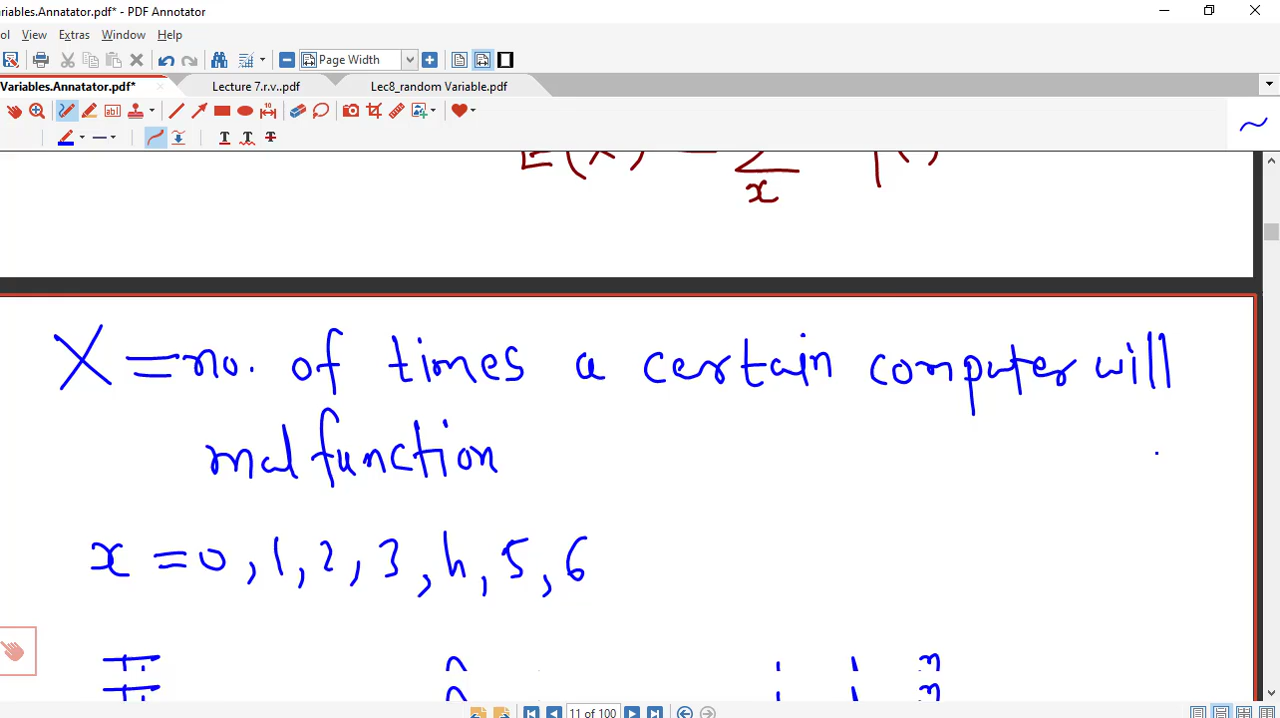 ariables.Annatator.pdf* - PDF Annotator
ol View Extras Window Help
Page Width
Variables.Annatator.pdf* Lecture 7.r.v..pdf Lec8_random Variable.pdf
X = no. of times a certain computer will
malfunction
x = 0, 1, 2, 3, 4, 5, 6
11 of 100